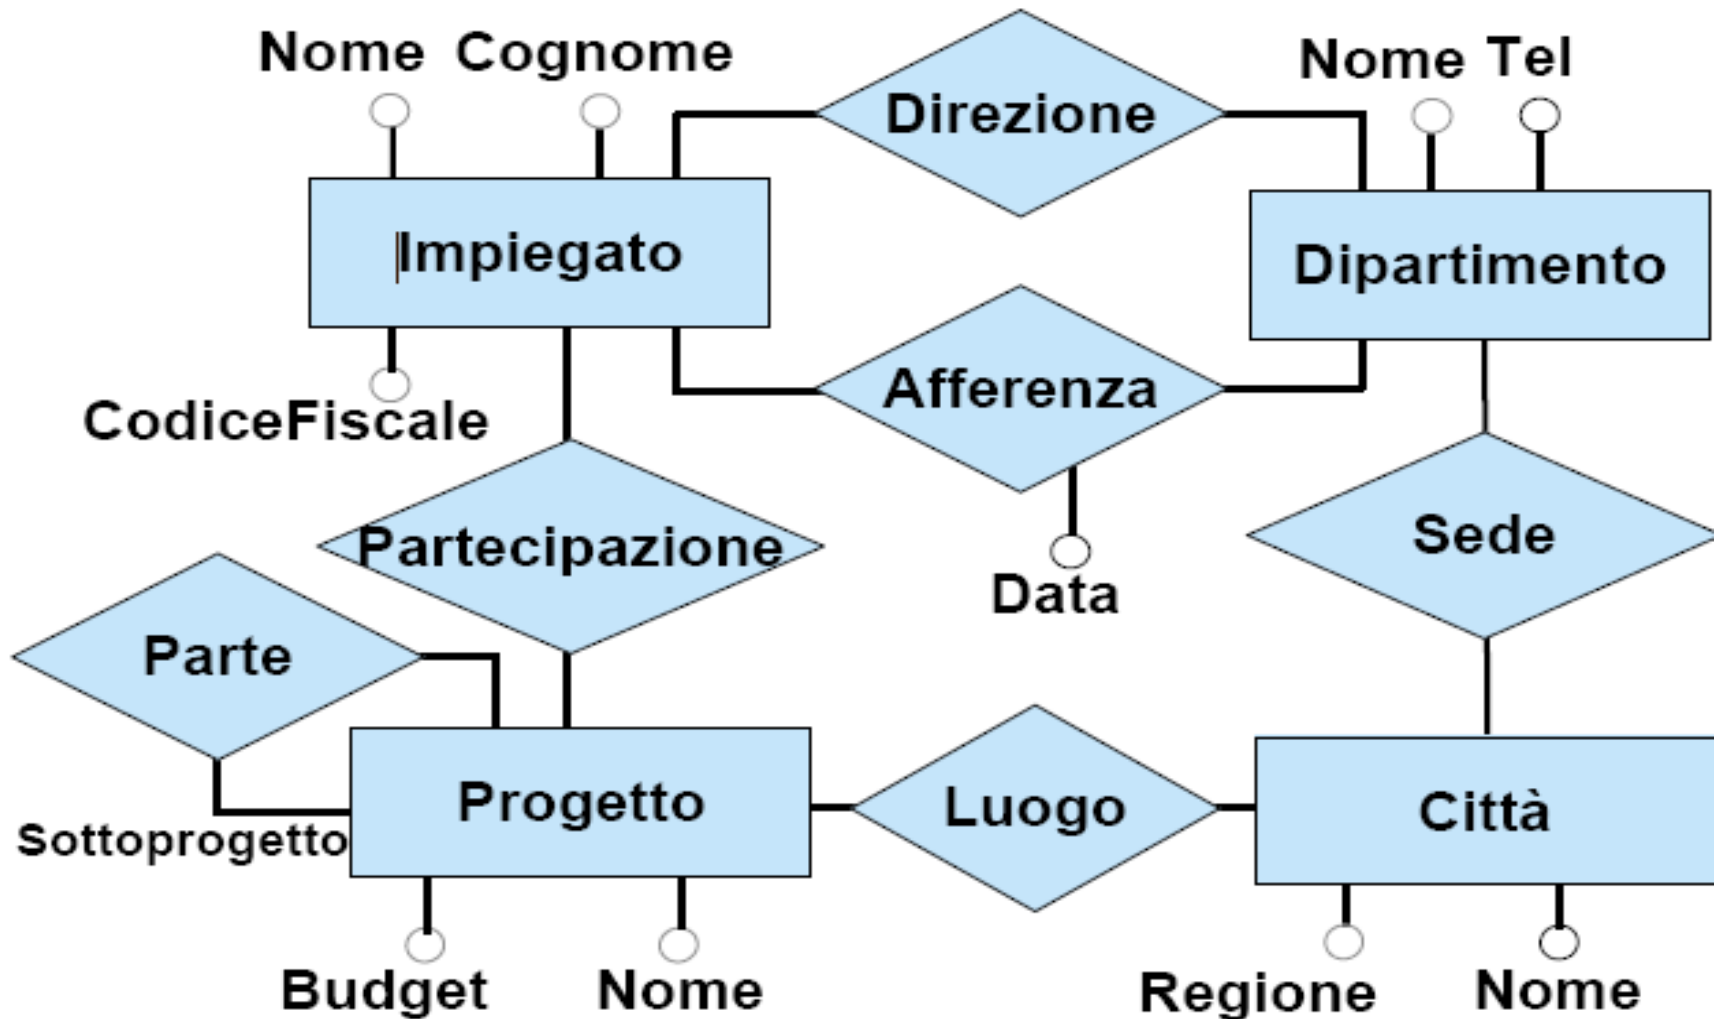 Nome Cognome
Nome Tel
Direzione
Impiegato
Dipartimento
Afferenza
CodiceFiscale
Partecipazione
Sede
Data
Parte
Progetto
Luogo
Città
Sottoprogetto
Budget
Nome
Regione
Nome